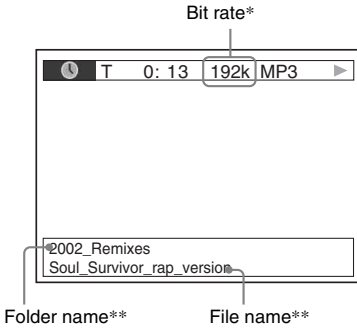 Bit rate*
T 0: 13 192k MP3
2002_Remixes
Soul_Survivor_rap_version
Folder name** File name**